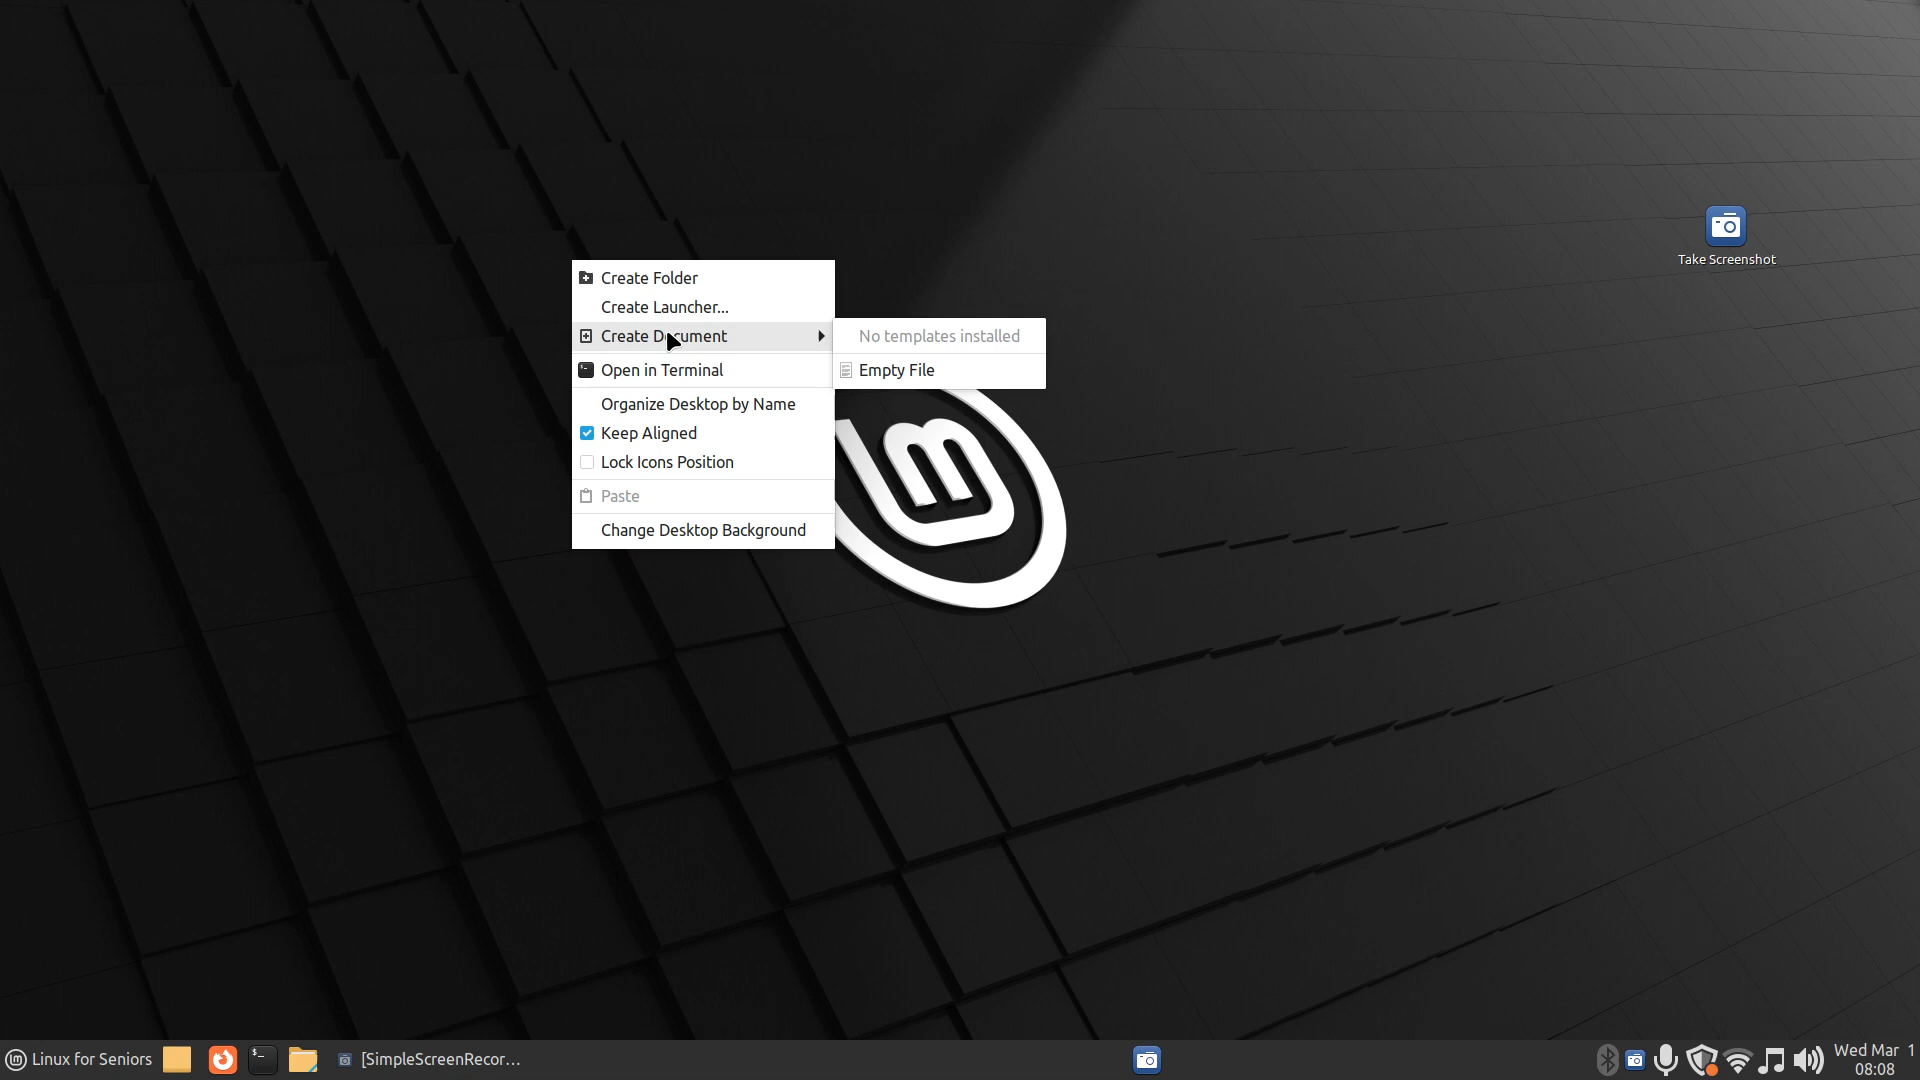 Take Screenshot
Create Folder
Create Launcher...
Create Document
No templates installed
Open in Terminal
Empty File
Organize Desktop by Name
Keep Aligned
Lock Icons Position
Paste
Change Desktop Background
Linux for Seniors
[SimpleScreenRecor...
Wed Mar 1
08:08